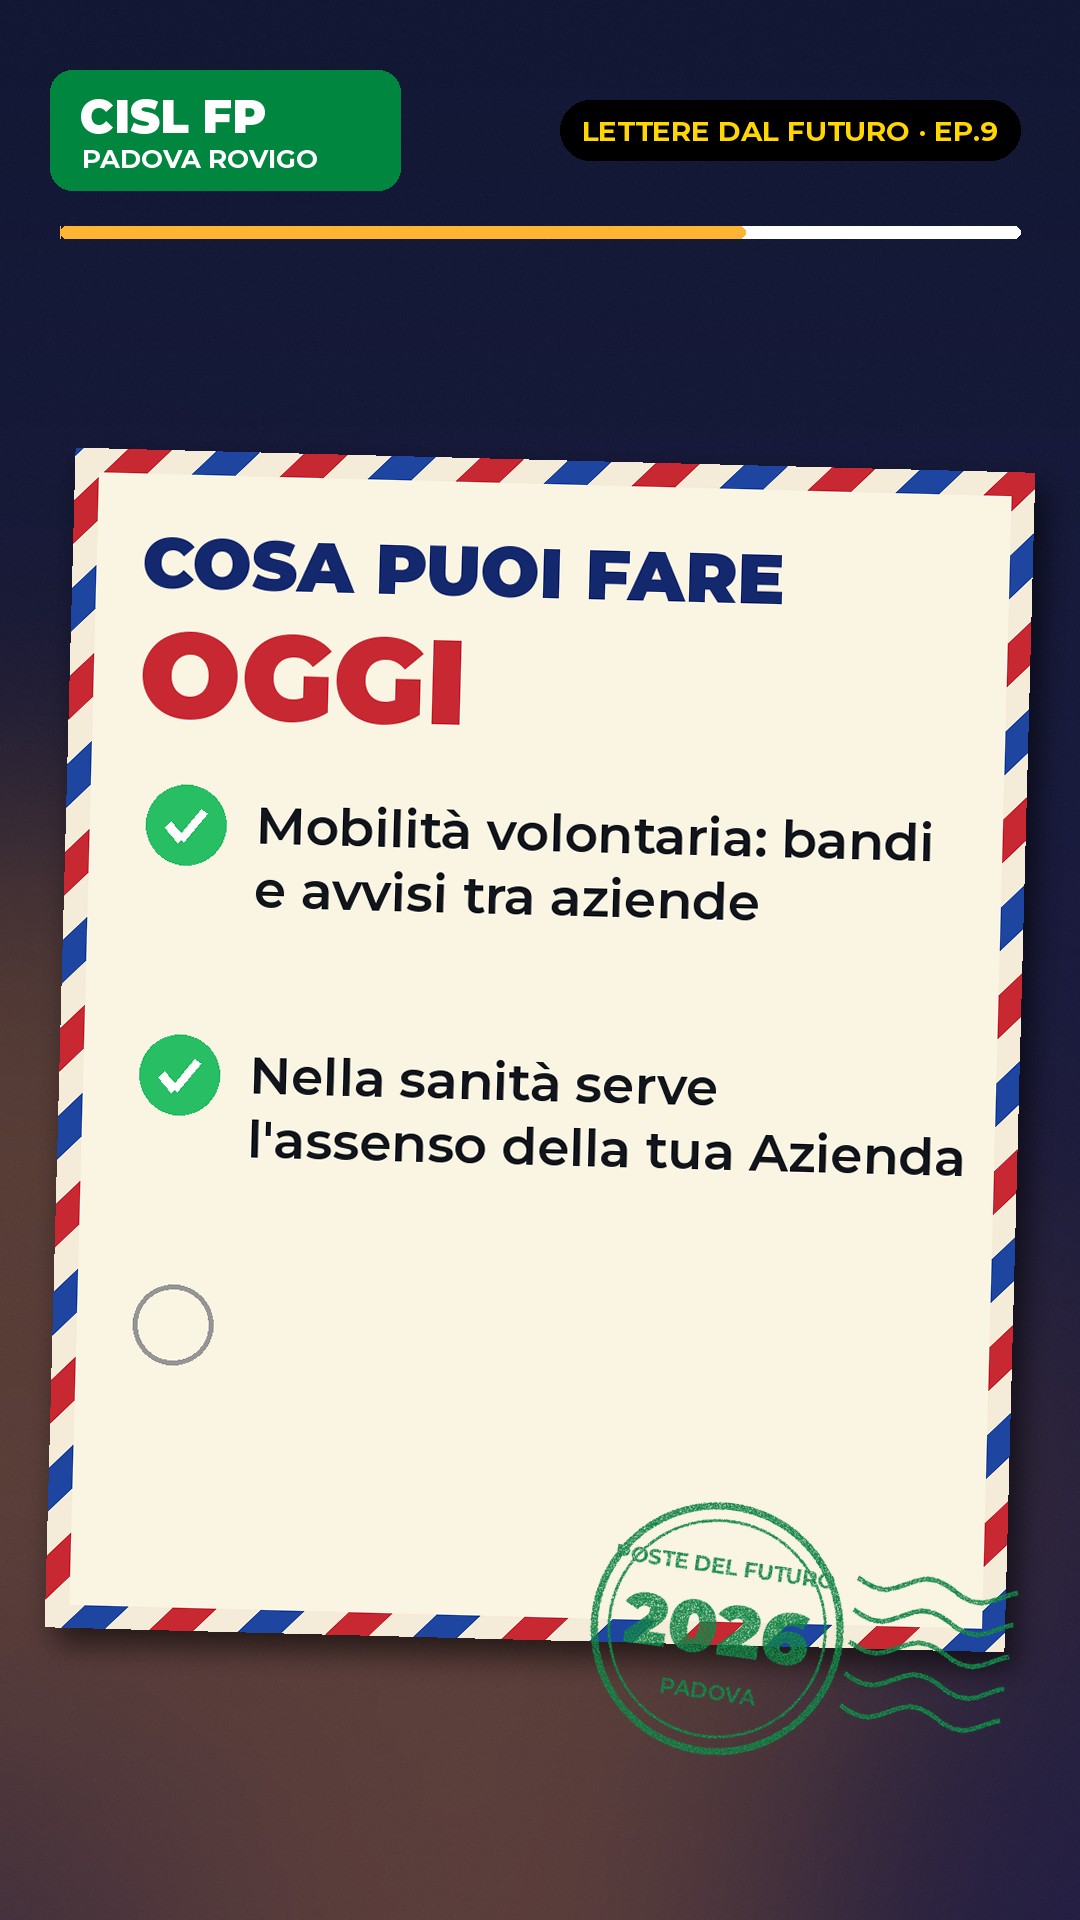 CISL FP
PADOVA ROVIGO
LETTERE DAL FUTURO · EP.9
COSA PUOI FARE
OGGI
Mobilità volontaria: bandi
e avvisi tra aziende
Nella sanità serve
l'assenso della tua Azienda
POSTE DEL FUTURO
2026
PADOVA